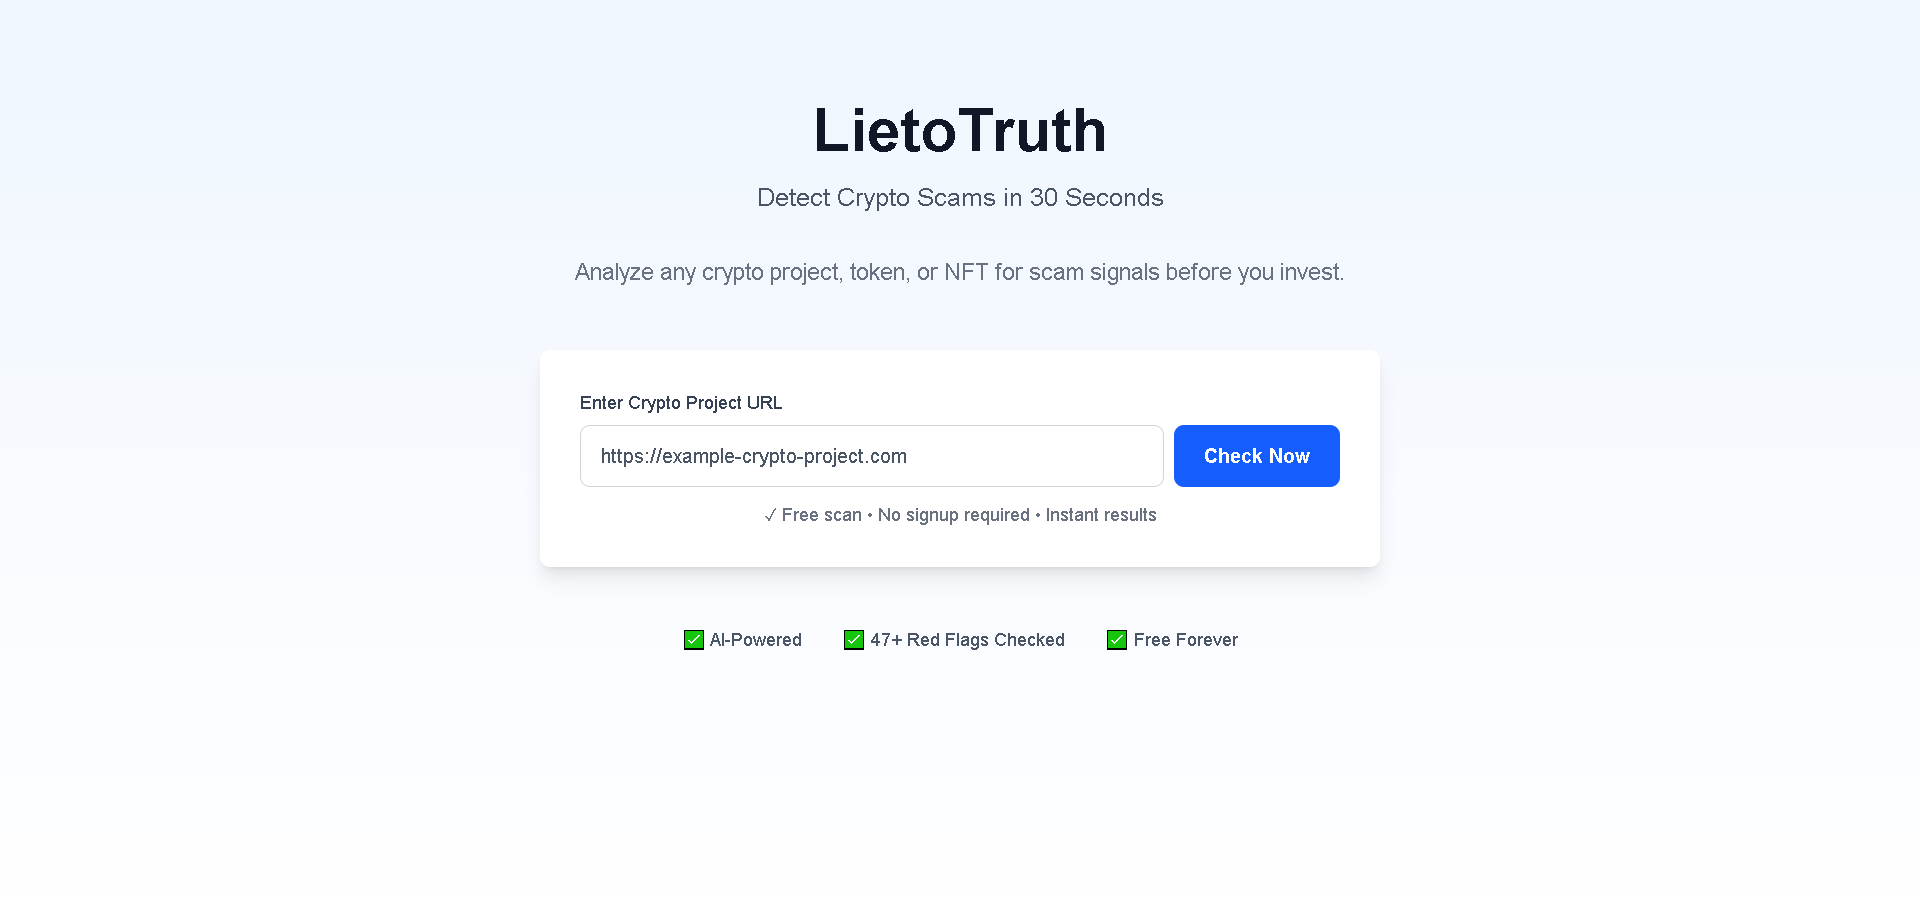 LietoTruth
Detect Crypto Scams in 30 Seconds
Analyze any crypto project, token, or NFT for scam signals before you invest.
Enter Crypto Project URL
https://example-crypto-project.com
Check Now
✓ Free scan • No signup required • Instant results
✅ AI-Powered
✅ 47+ Red Flags Checked
✅ Free Forever